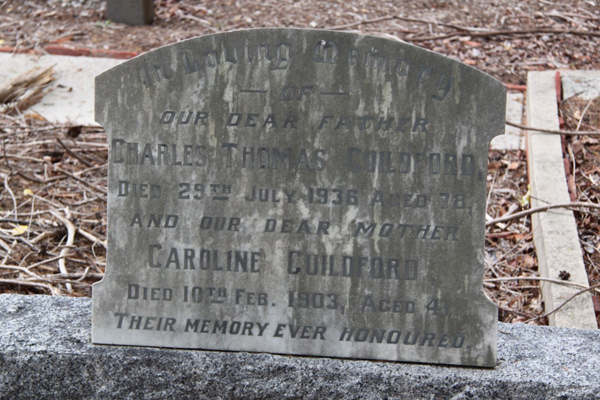 In Loving Memory
— OF —
OUR DEAR FATHER
CHARLES THOMAS GUILDFORD,
DIED 29TH JULY 1936 AGED 78.
AND OUR DEAR MOTHER
CAROLINE GUILDFORD
DIED 10TH FEB. 1903, AGED
THEIR MEMORY EVER HONOURED.